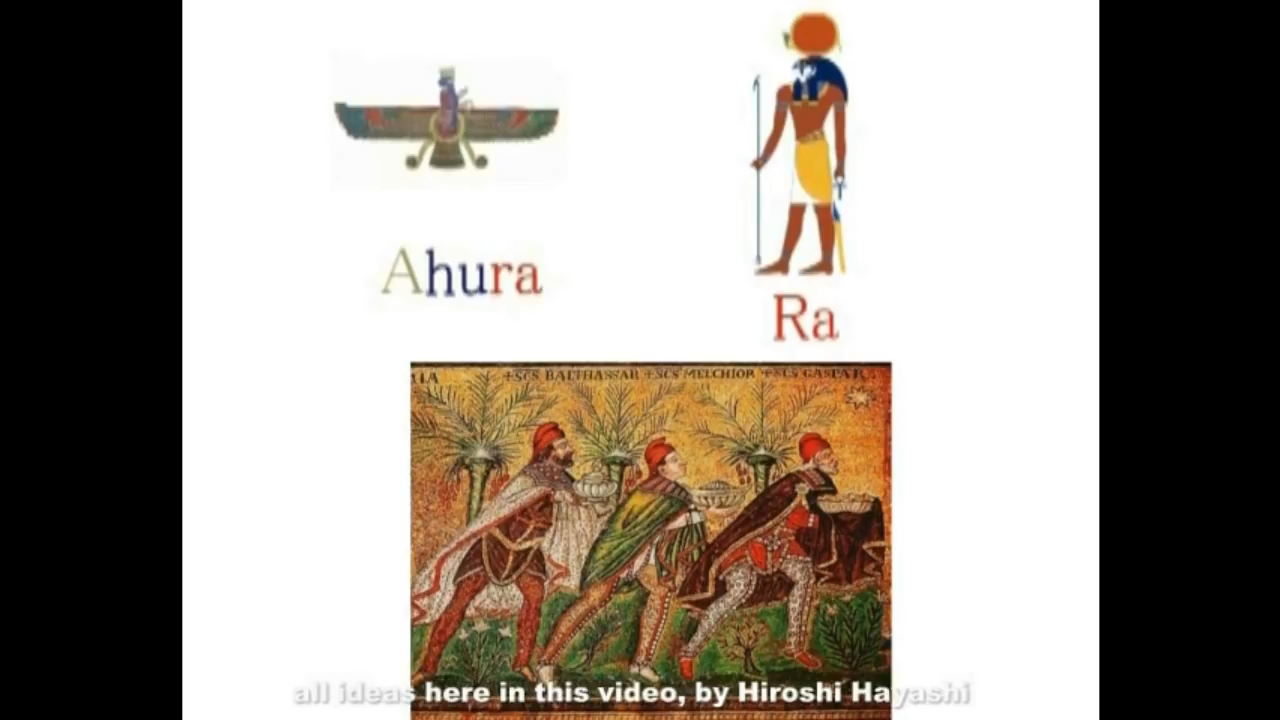 Ahura
Ra
+SCS BALTHASSAR +SCS MELCHIOR +SCS GASPAR
all ideas here in this video, by Hiroshi Hayashi